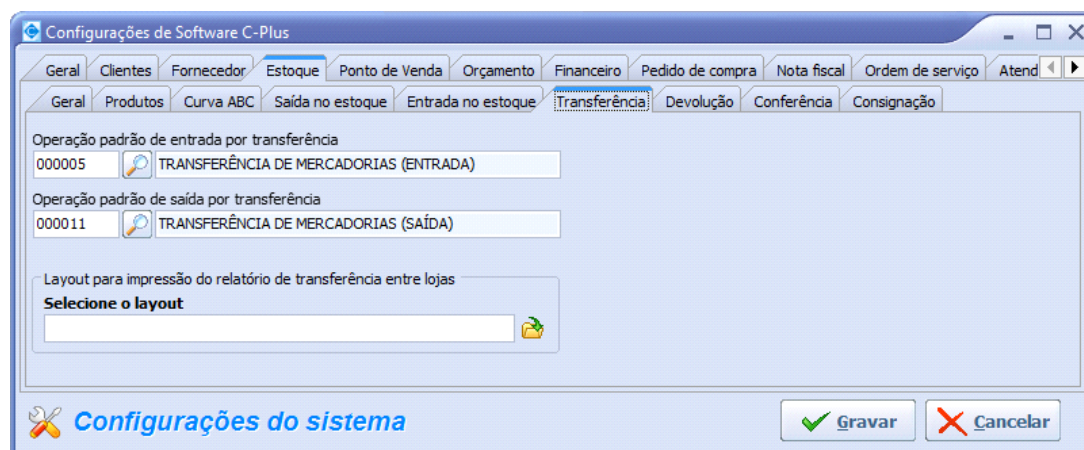 Configurações de Software C-Plus
Geral Clientes Fornecedor Estoque Ponto de Venda Orçamento Financeiro Pedido de compra Nota fiscal Ordem de serviço Atend
Geral Produtos Curva ABC Saída no estoque Entrada no estoque Transferência Devolução Conferência Consignação
Operação padrão de entrada por transferência
000005 TRANSFERÊNCIA DE MERCADORIAS (ENTRADA)
Operação padrão de saída por transferência
000011 TRANSFERÊNCIA DE MERCADORIAS (SAÍDA)
Layout para impressão do relatório de transferência entre lojas
Selecione o layout
Configurações do sistema Gravar Cancelar